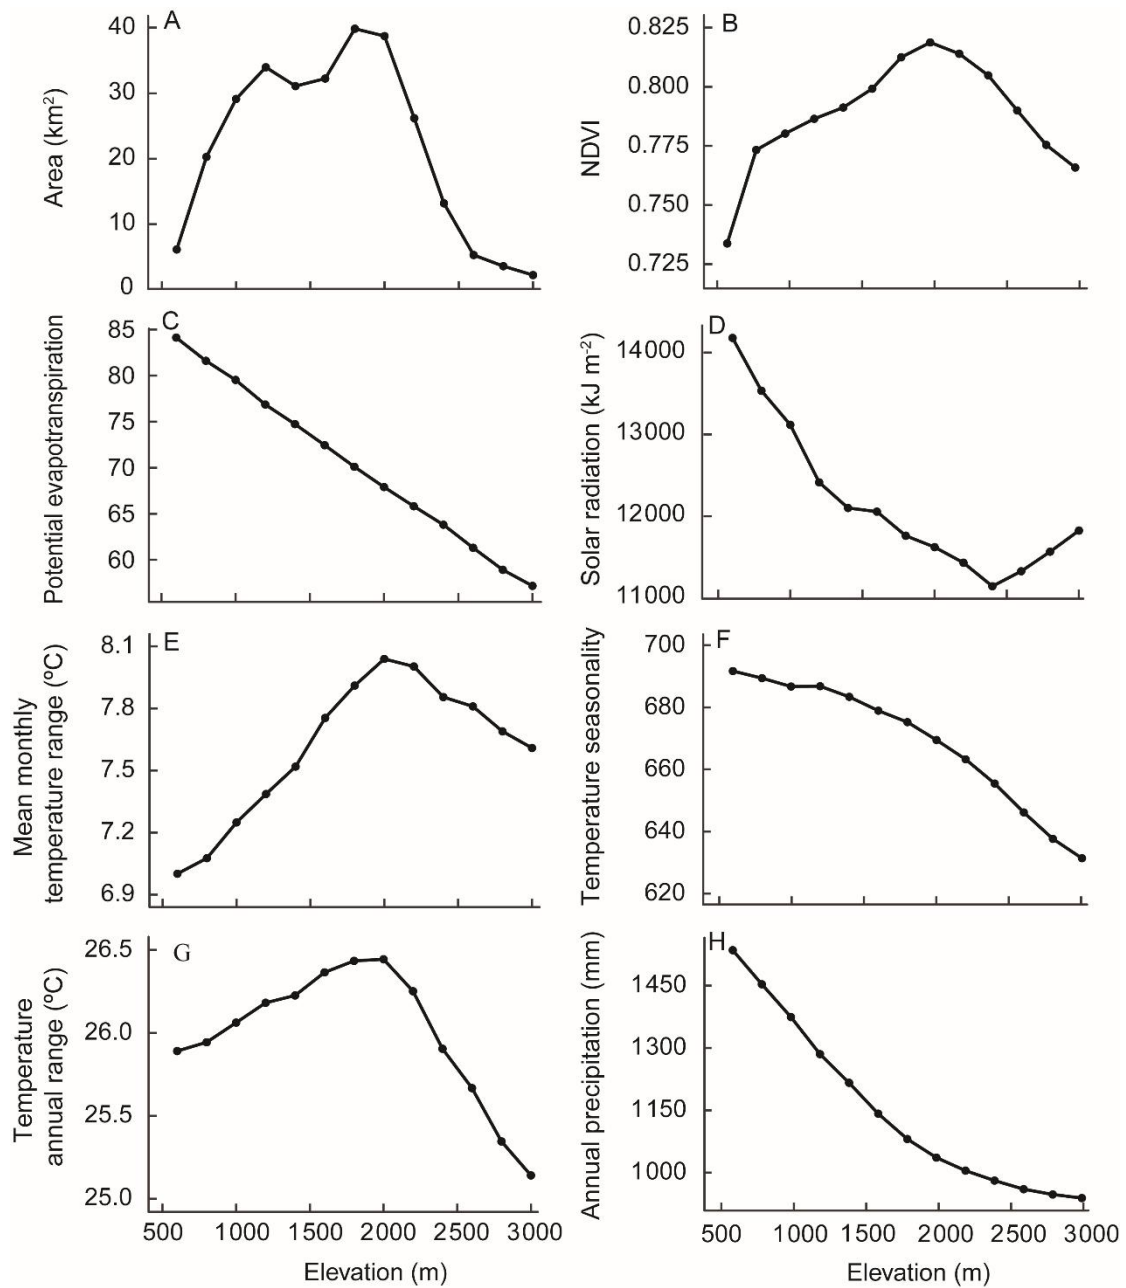 A
Area (km²)
40
30
20
10
0
B
NDVI
0.825
0.800
0.775
0.750
0.725
C
Potential evapotranspiration
85
80
75
70
65
60
D
Solar radiation (kJ m⁻²)
14000
13000
12000
11000
E
Mean monthly
temperature range (ºC)
8.1
7.8
7.5
7.2
6.9
F
Temperature seasonality
700
680
660
640
620
G
Temperature
annual range (ºC)
26.5
26.0
25.5
25.0
500 1000 1500 2000 2500 3000
Elevation (m)
H
Annual precipitation (mm)
1450
1300
1150
1000
500 1000 1500 2000 2500 3000
Elevation (m)